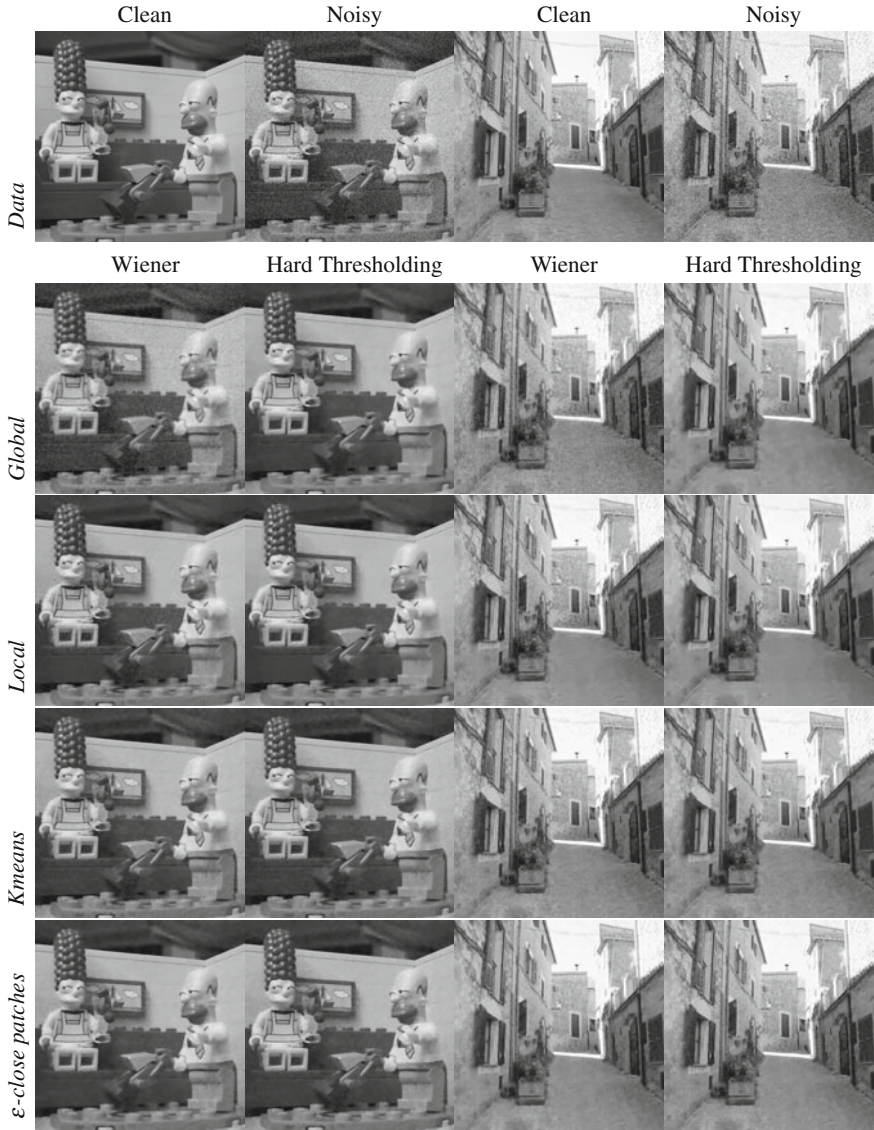 Clean Noisy Clean Noisy
Data
Wiener Hard Thresholding Wiener Hard Thresholding
Global
Local
Kmeans
ε-close patches